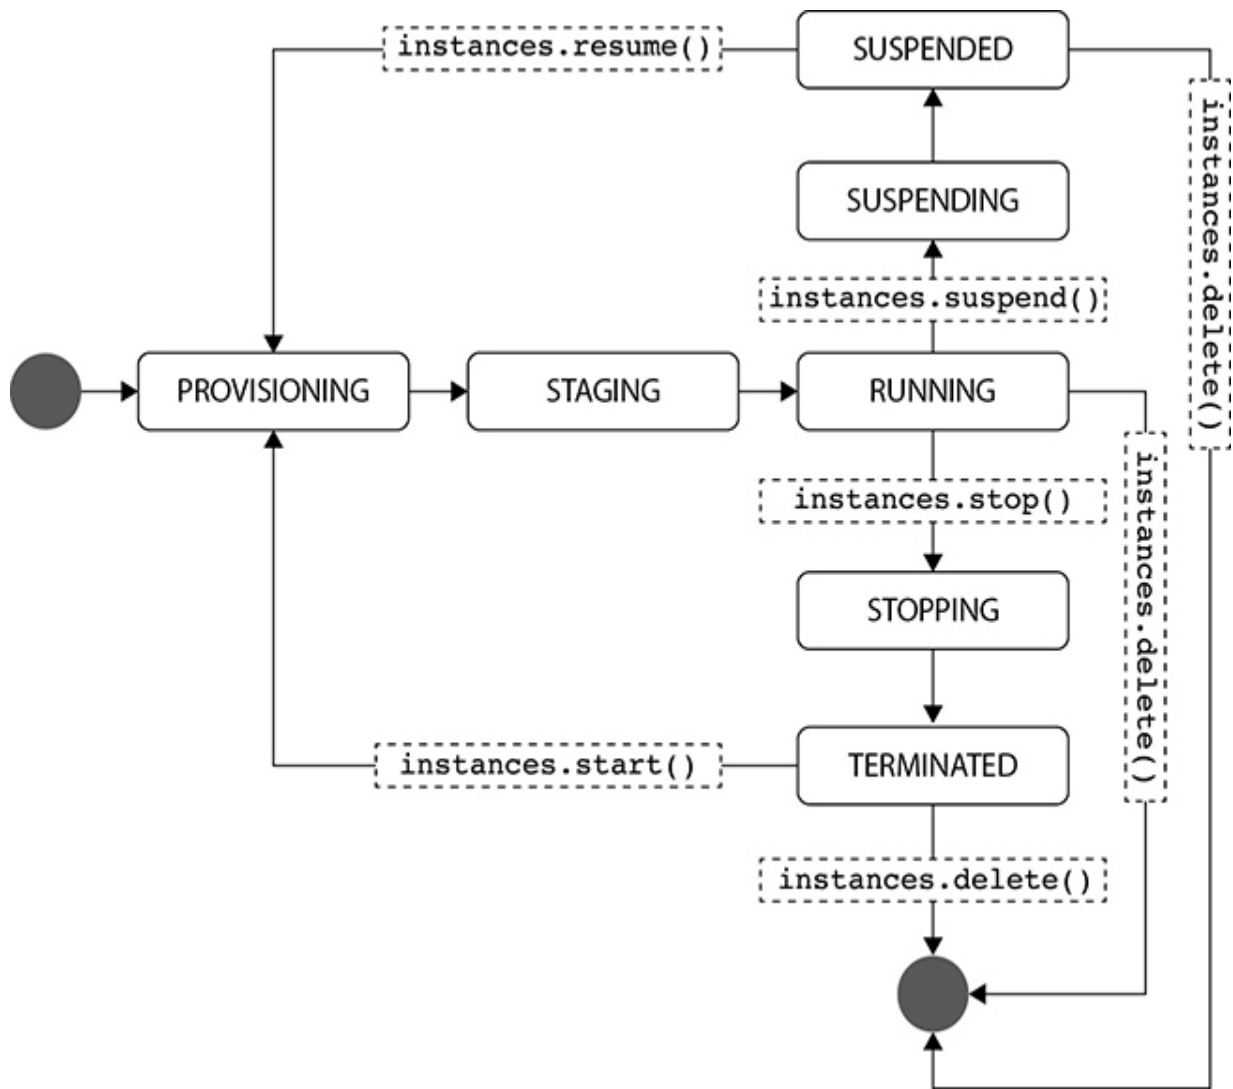 instances.resume()
SUSPENDED
instances.delete()
SUSPENDING
instances.suspend()
PROVISIONING
STAGING
RUNNING
instances.stop()
instances.delete()
STOPPING
instances.start()
TERMINATED
instances.delete()